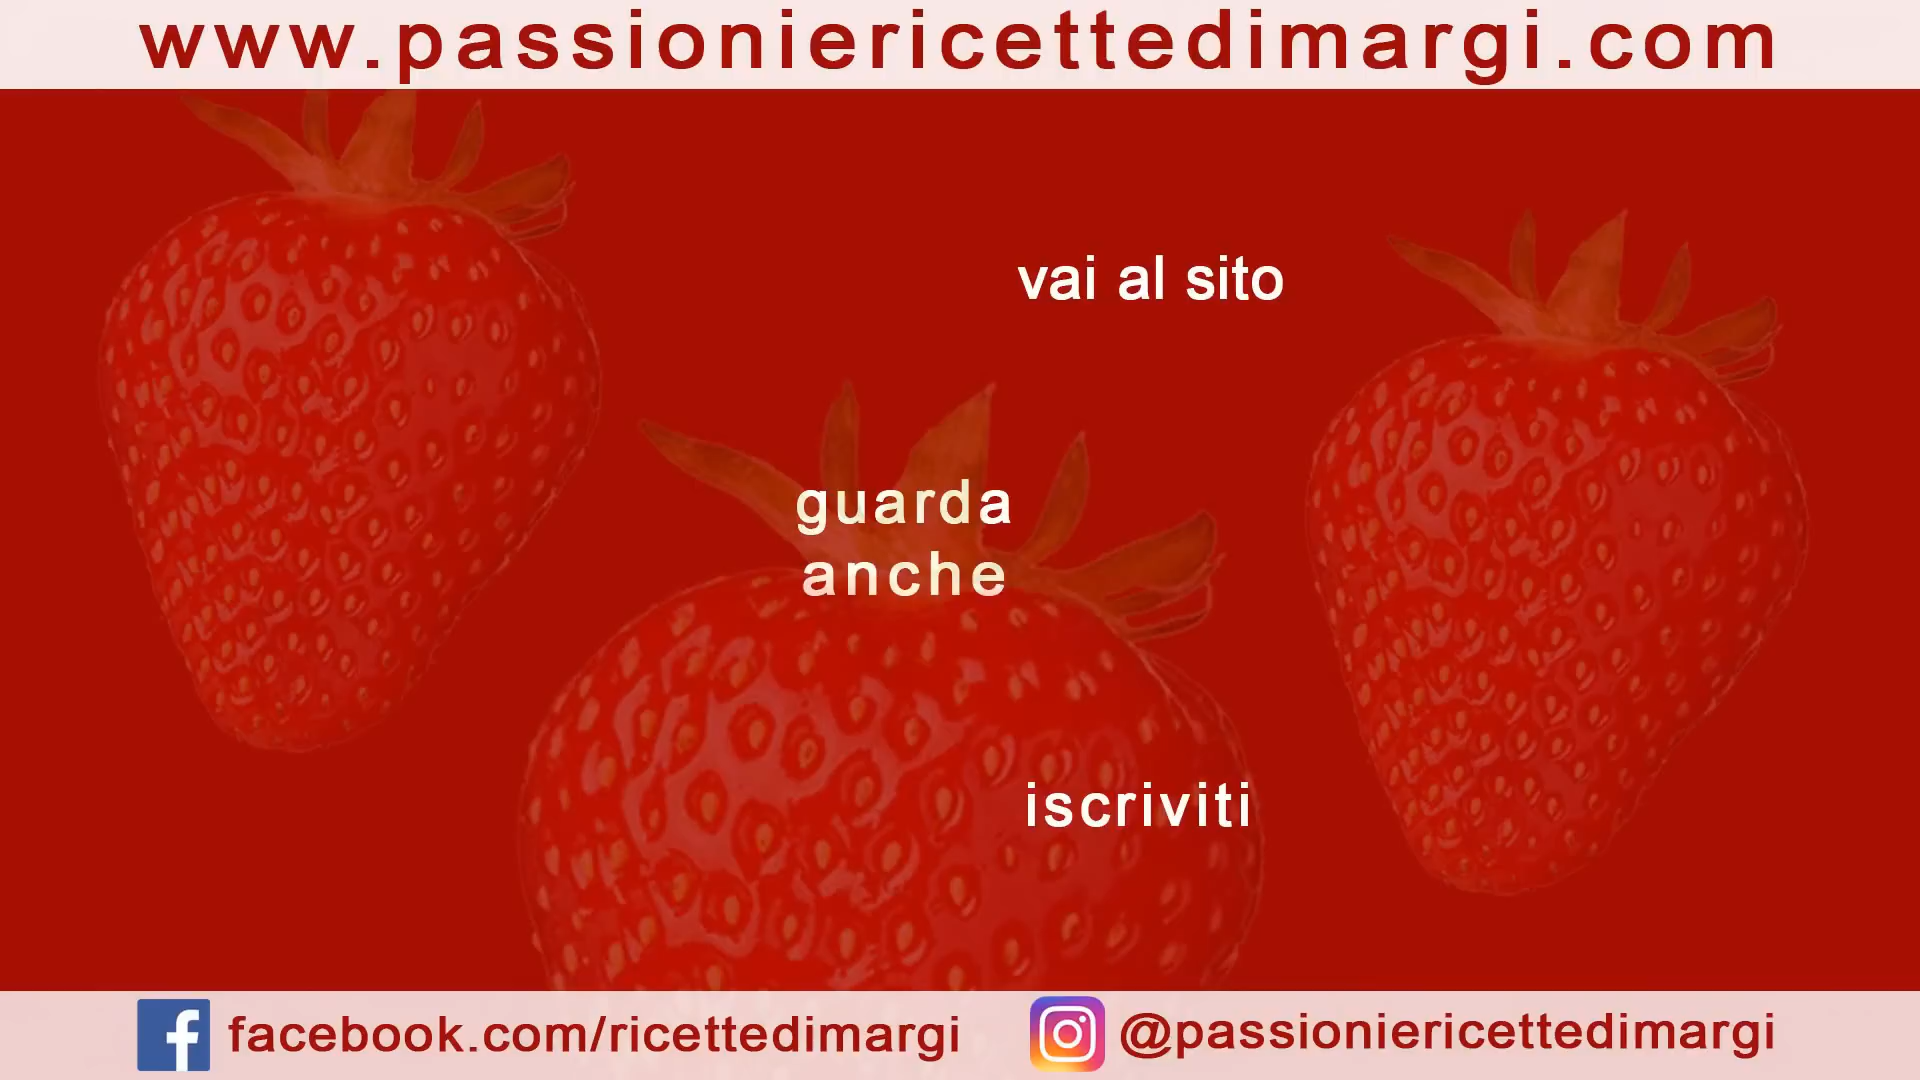 www.passioniericettedimargi.com
vai al sito
guarda
anche
iscriviti
facebook.com/ricettedimargi
@passioniericettedimargi